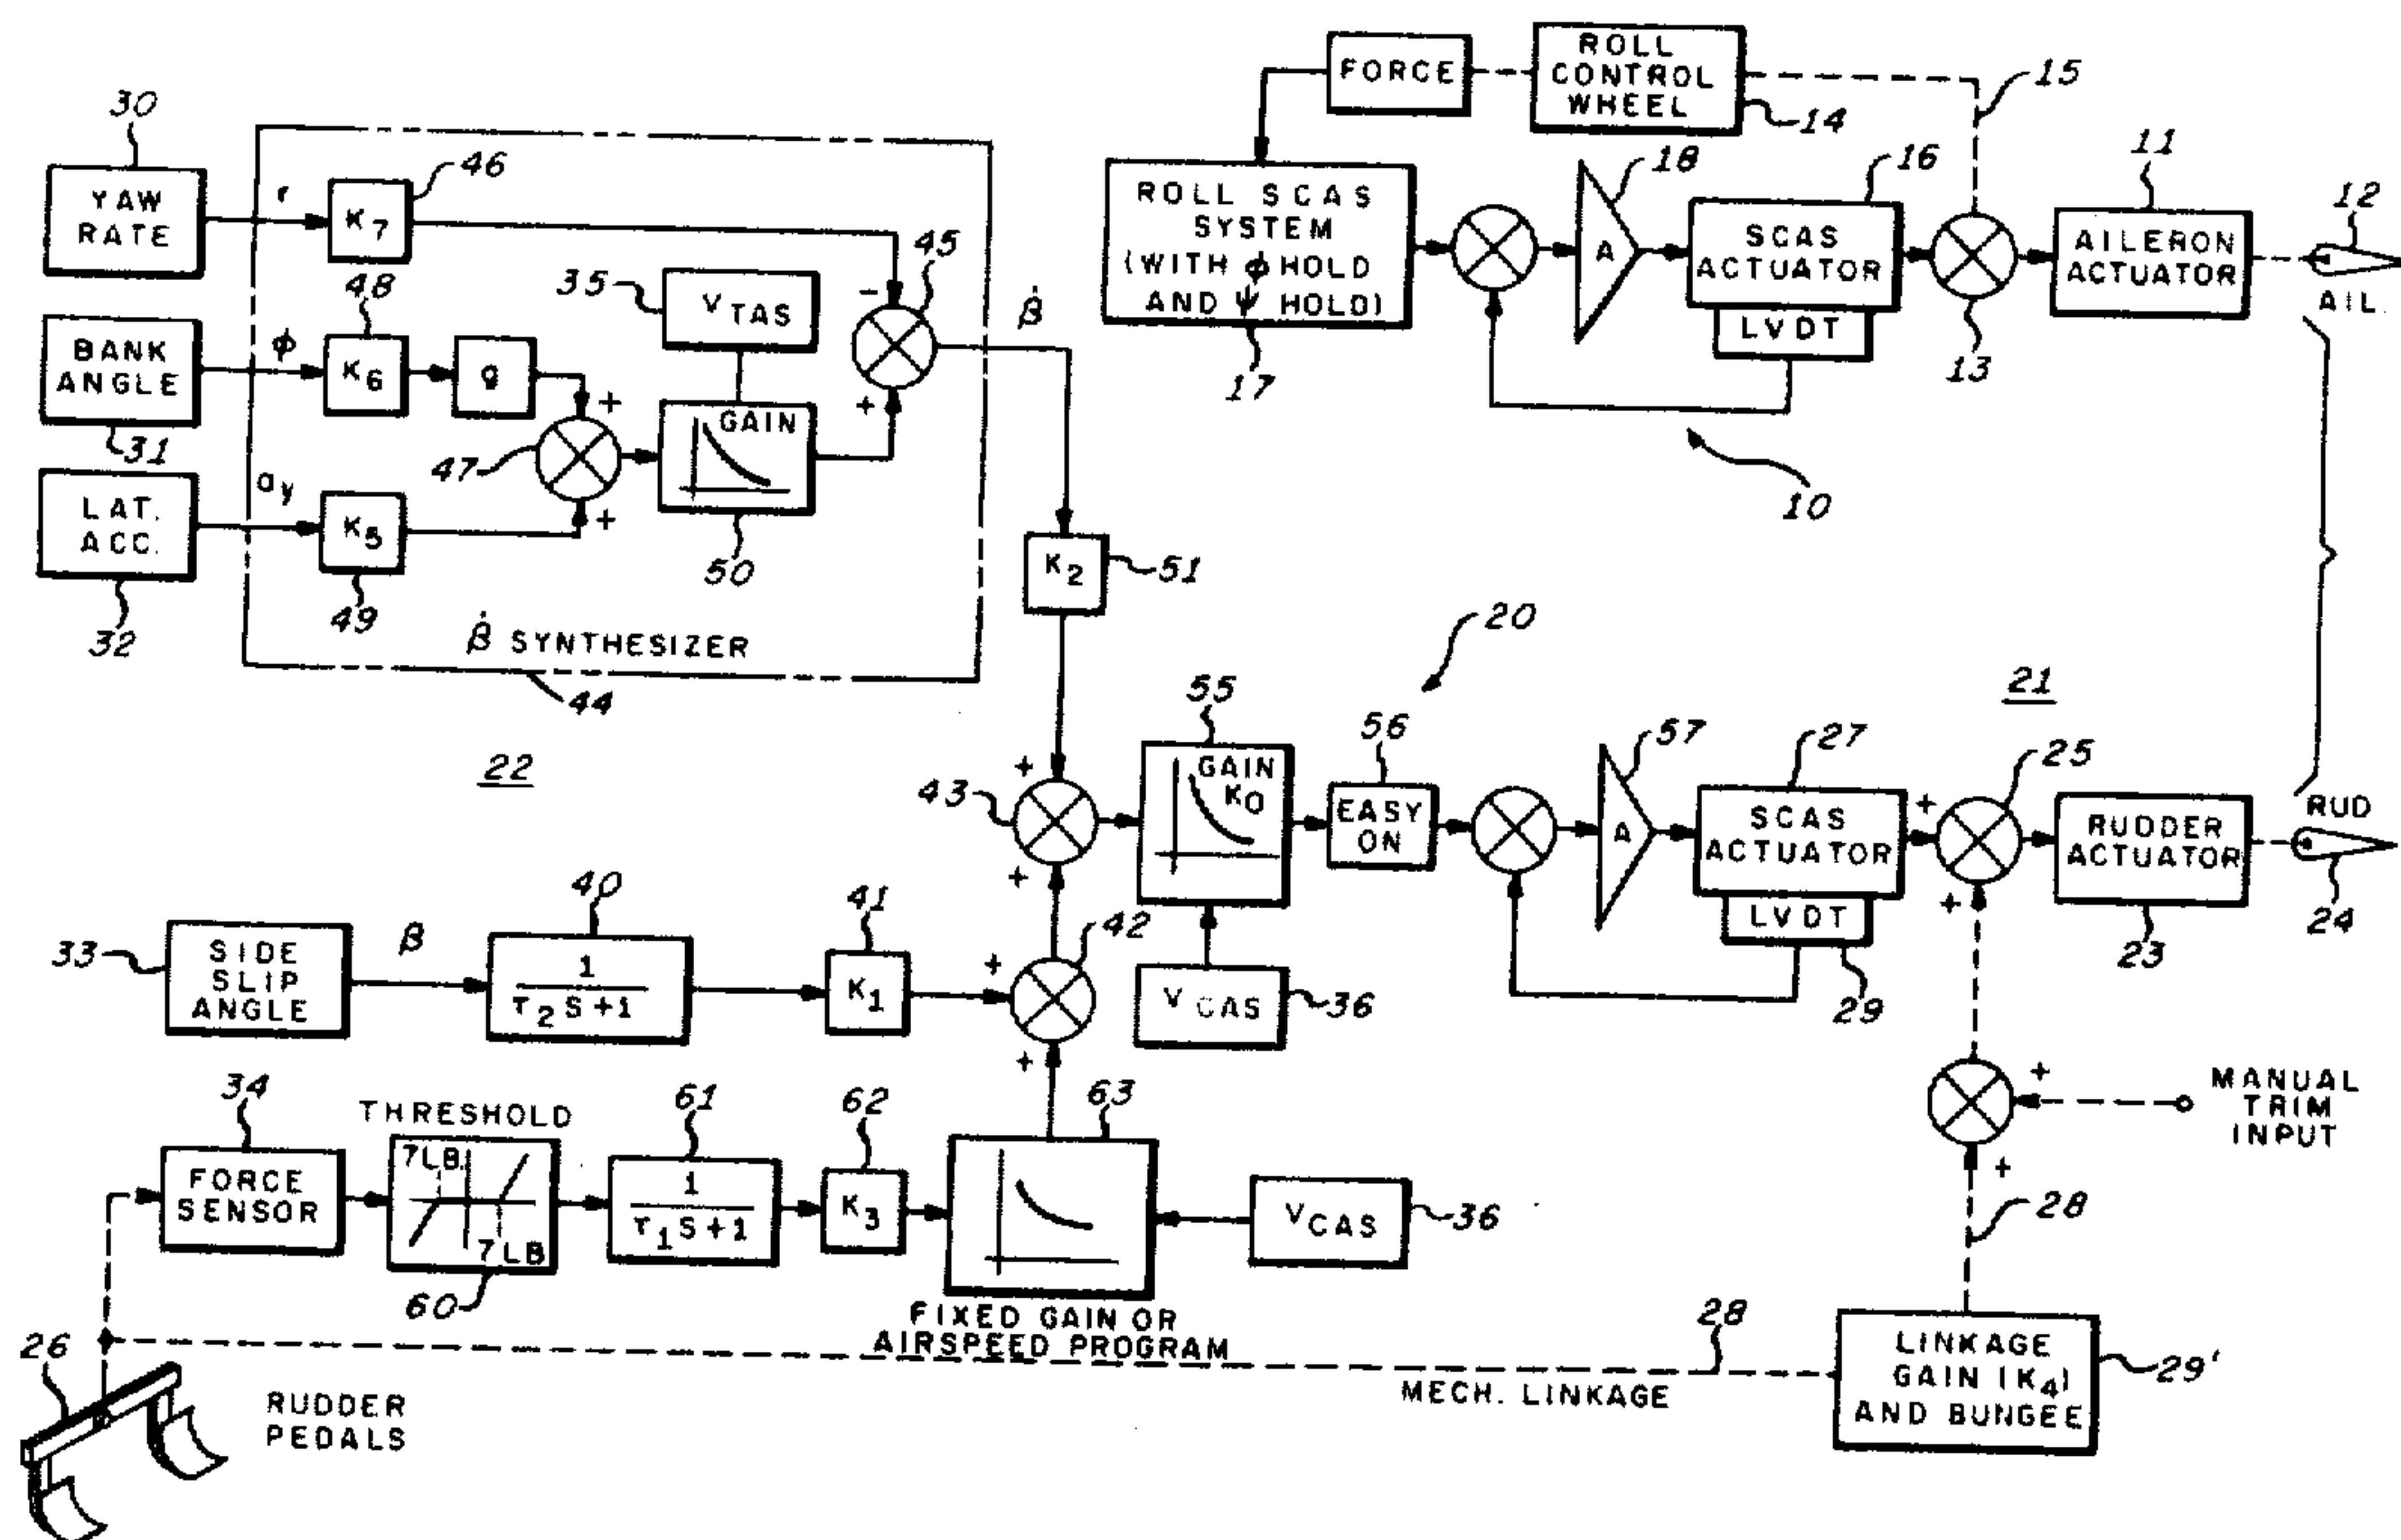 FORCE
ROLL
CONTROL
WHEEL
15
14
30
YAW
RATE
r
K7
46
ROLL SCAS
SYSTEM
(WITH ϕ HOLD
AND ψ HOLD)
17
18
A
16
SCAS
ACTUATOR
LVDT
13
11
AILERON
ACTUATOR
12
AIL.
10
48
BANK
ANGLE
31
ϕ
K6
g
35
VTAS
-
45
+
β̇
+
47
+
GAIN
50
LAT.
ACC.
32
ay
K5
49
β̇ SYNTHESIZER
44
K2
51
20
21
22
55
GAIN
K0
56
EASY
ON
57
A
27
SCAS
ACTUATOR
LVDT
29
+
25
+
RUDDER
ACTUATOR
23
RUD
24
+
43
+
33
SIDE
SLIP
ANGLE
β
40
1
τ2S+1
41
K1
+
42
+
VCAS
36
34
FORCE
SENSOR
THRESHOLD
7LB.
7LB
60
61
1
τ1S+1
62
K3
63
VCAS
36
FIXED GAIN OR
AIRSPEED PROGRAM
+
MANUAL
TRIM
INPUT
+
28
26
RUDDER
PEDALS
28
MECH. LINKAGE
LINKAGE
GAIN (K4)
AND BUNGEE
29'